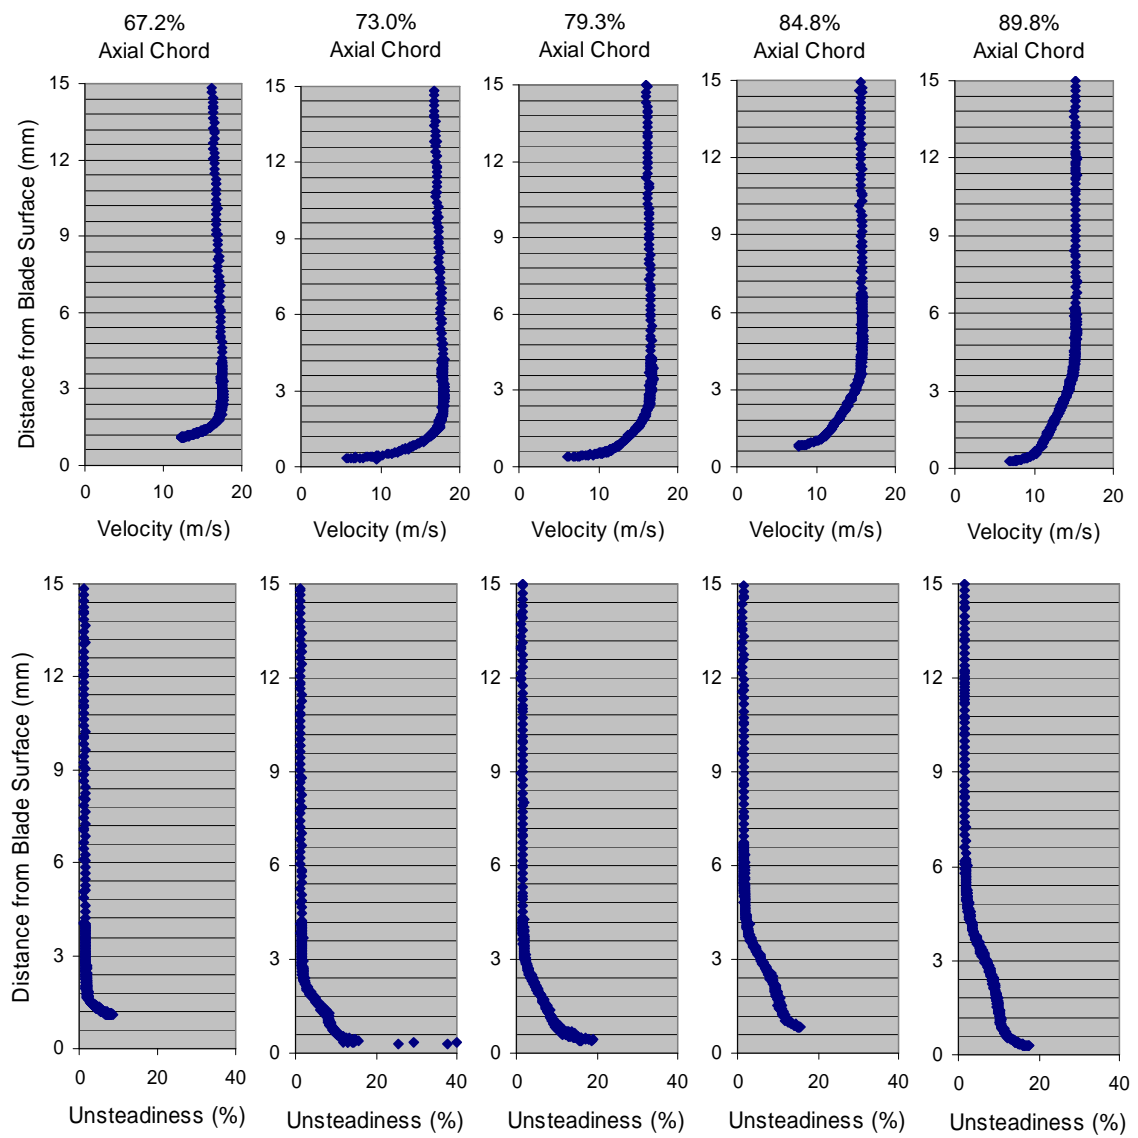 67.2% 73.0% 79.3% 84.8% 89.8%
Axial Chord Axial Chord Axial Chord Axial Chord Axial Chord
Distance from Blade Surface (mm)
15 15 15 15 15
12 12 12 12 12
9 9 9 9 9
6 6 6 6 6
3 3 3 3 3
0 0 0 0 0
0 10 20 0 10 20 0 10 20 0 10 20 0 10 20
Velocity (m/s) Velocity (m/s) Velocity (m/s) Velocity (m/s) Velocity (m/s)
Distance from Blade Surface (mm)
15 15 15 15 15
12 12 12 12 12
9 9 9 9 9
6 6 6 6 6
3 3 3 3 3
0 0 0 0 0
0 20 40 0 20 40 0 20 40 0 20 40 0 20 40
Unsteadiness (%) Unsteadiness (%) Unsteadiness (%) Unsteadiness (%) Unsteadiness (%)